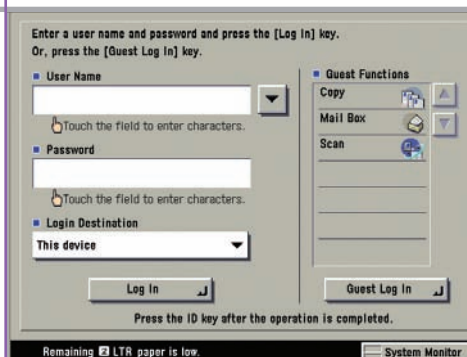 Enter a user name and password and press the [Log In] key.
Or, press the [Guest Log In] key.
User Name
Touch the field to enter characters.
Password
Touch the field to enter characters.
Login Destination
This device
Log In
Guest Functions
Copy
Mail Box
Scan
Guest Log In
Press the ID key after the operation is completed.
Remaining 2 LTR paper is low.
System Monitor